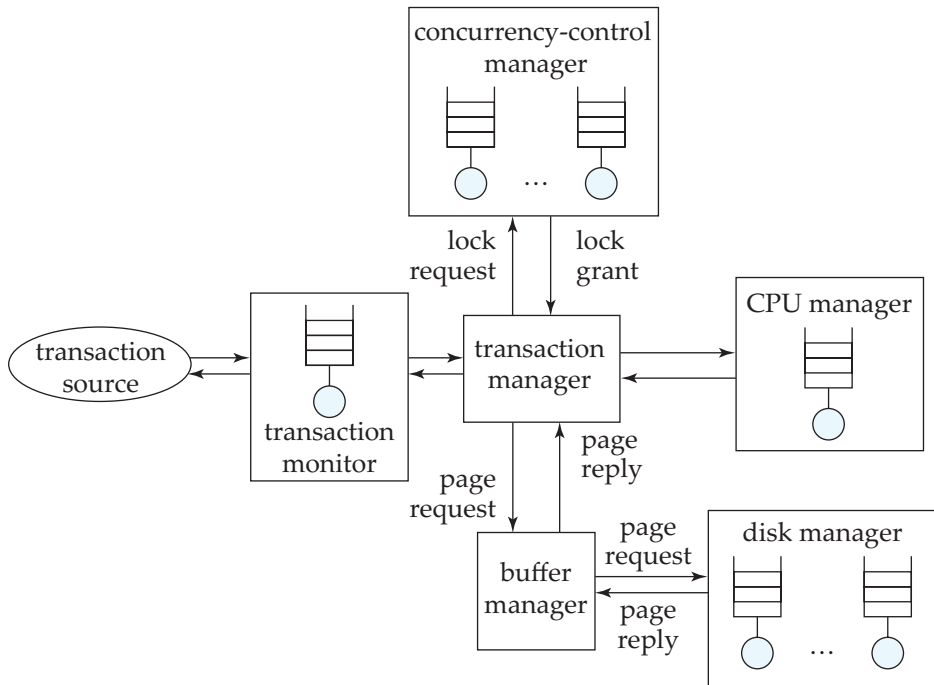 concurrency-control
manager
...
lock
request
lock
grant
CPU manager
transaction
source
transaction
monitor
transaction
manager
page
request
page
reply
buffer
manager
page
request
page
reply
disk manager
...